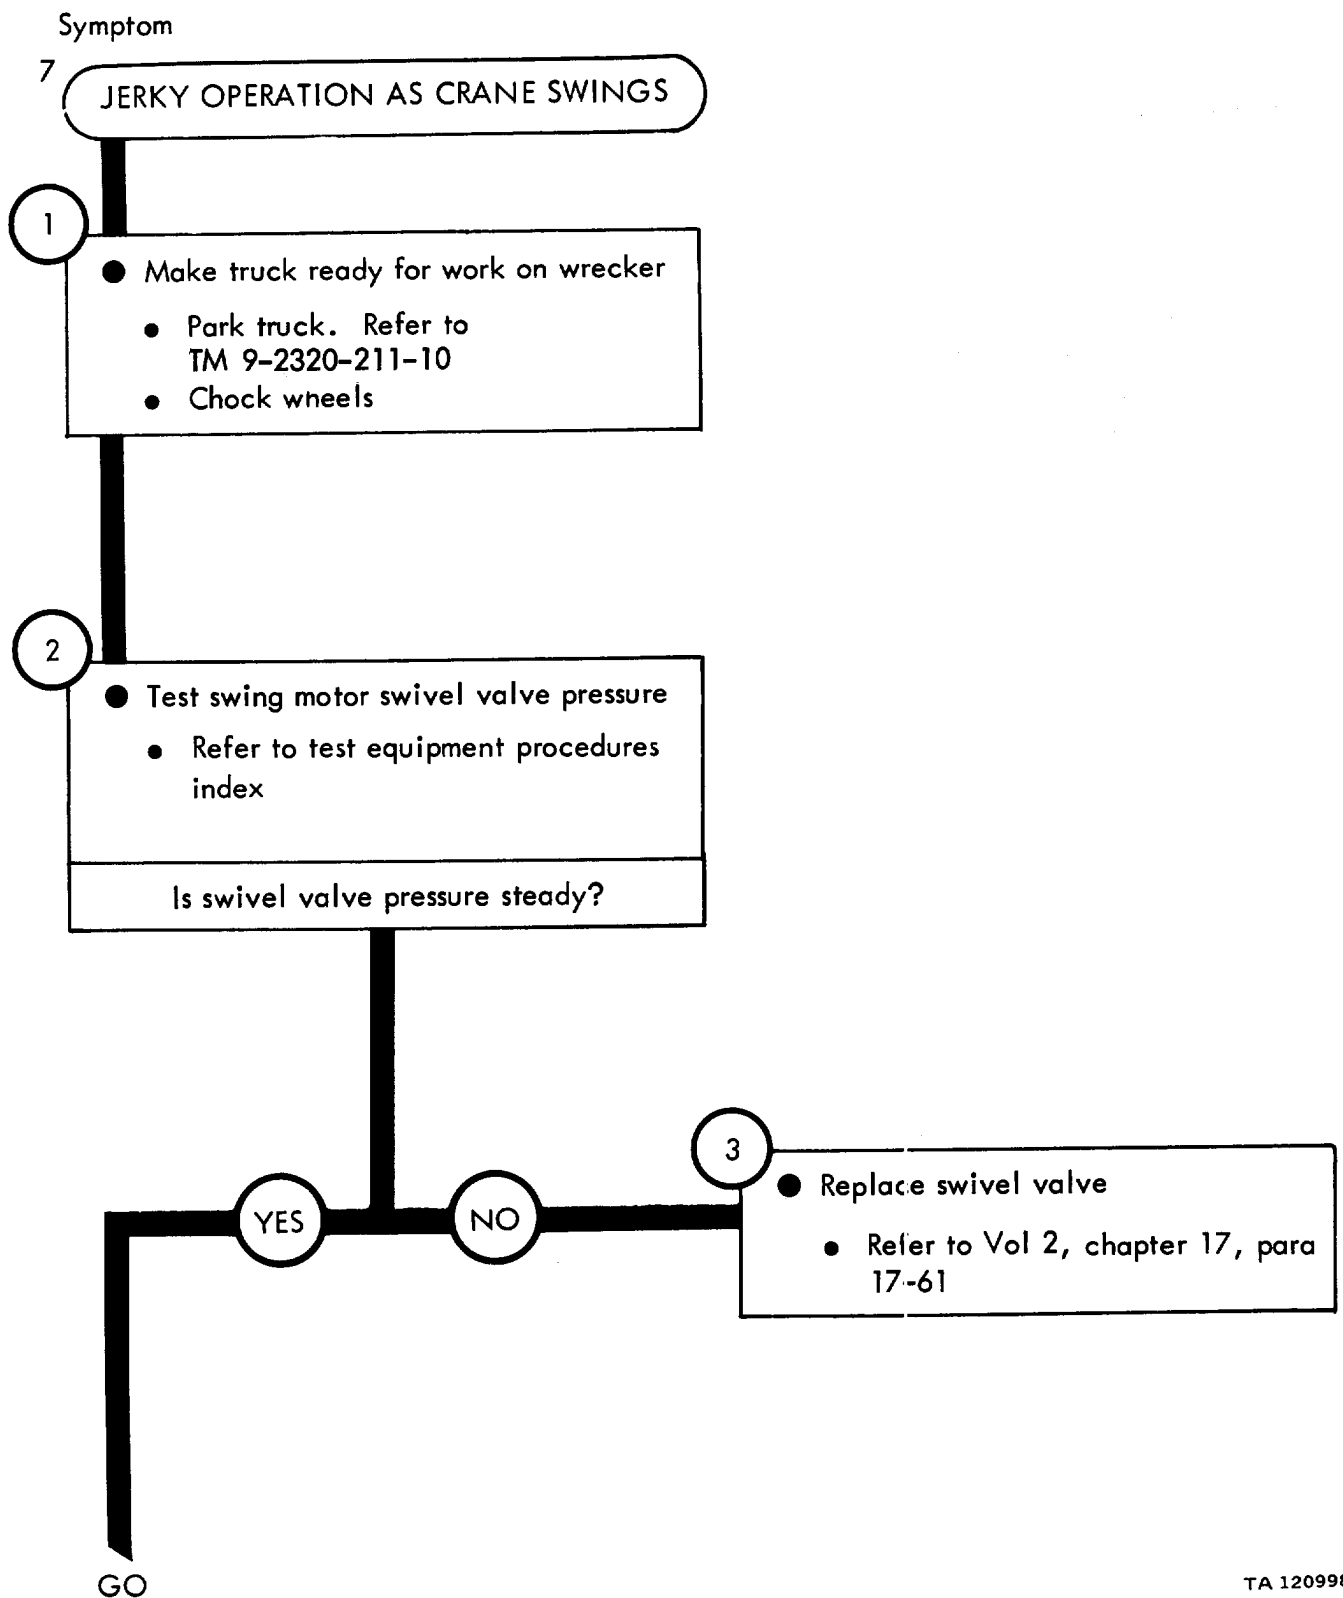 Symptom
7
JERKY OPERATION AS CRANE SWINGS
1
● Make truck ready for work on wrecker
● Park truck. Refer to
TM 9-2320-211-10
● Chock wheels
2
● Test swing motor swivel valve pressure
● Refer to test equipment procedures
index
Is swivel valve pressure steady?
3
● Replace swivel valve
● Refer to Vol 2, chapter 17, para
17-61
YES
NO
GO
TA 120998